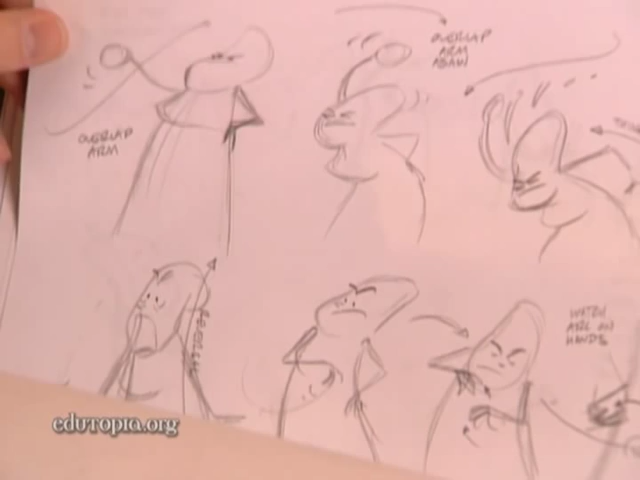 OVERLAP
ARM
AGAIN
OVERLAP
ARM
WATCH
ARC ON
HANDS
edutopia.org